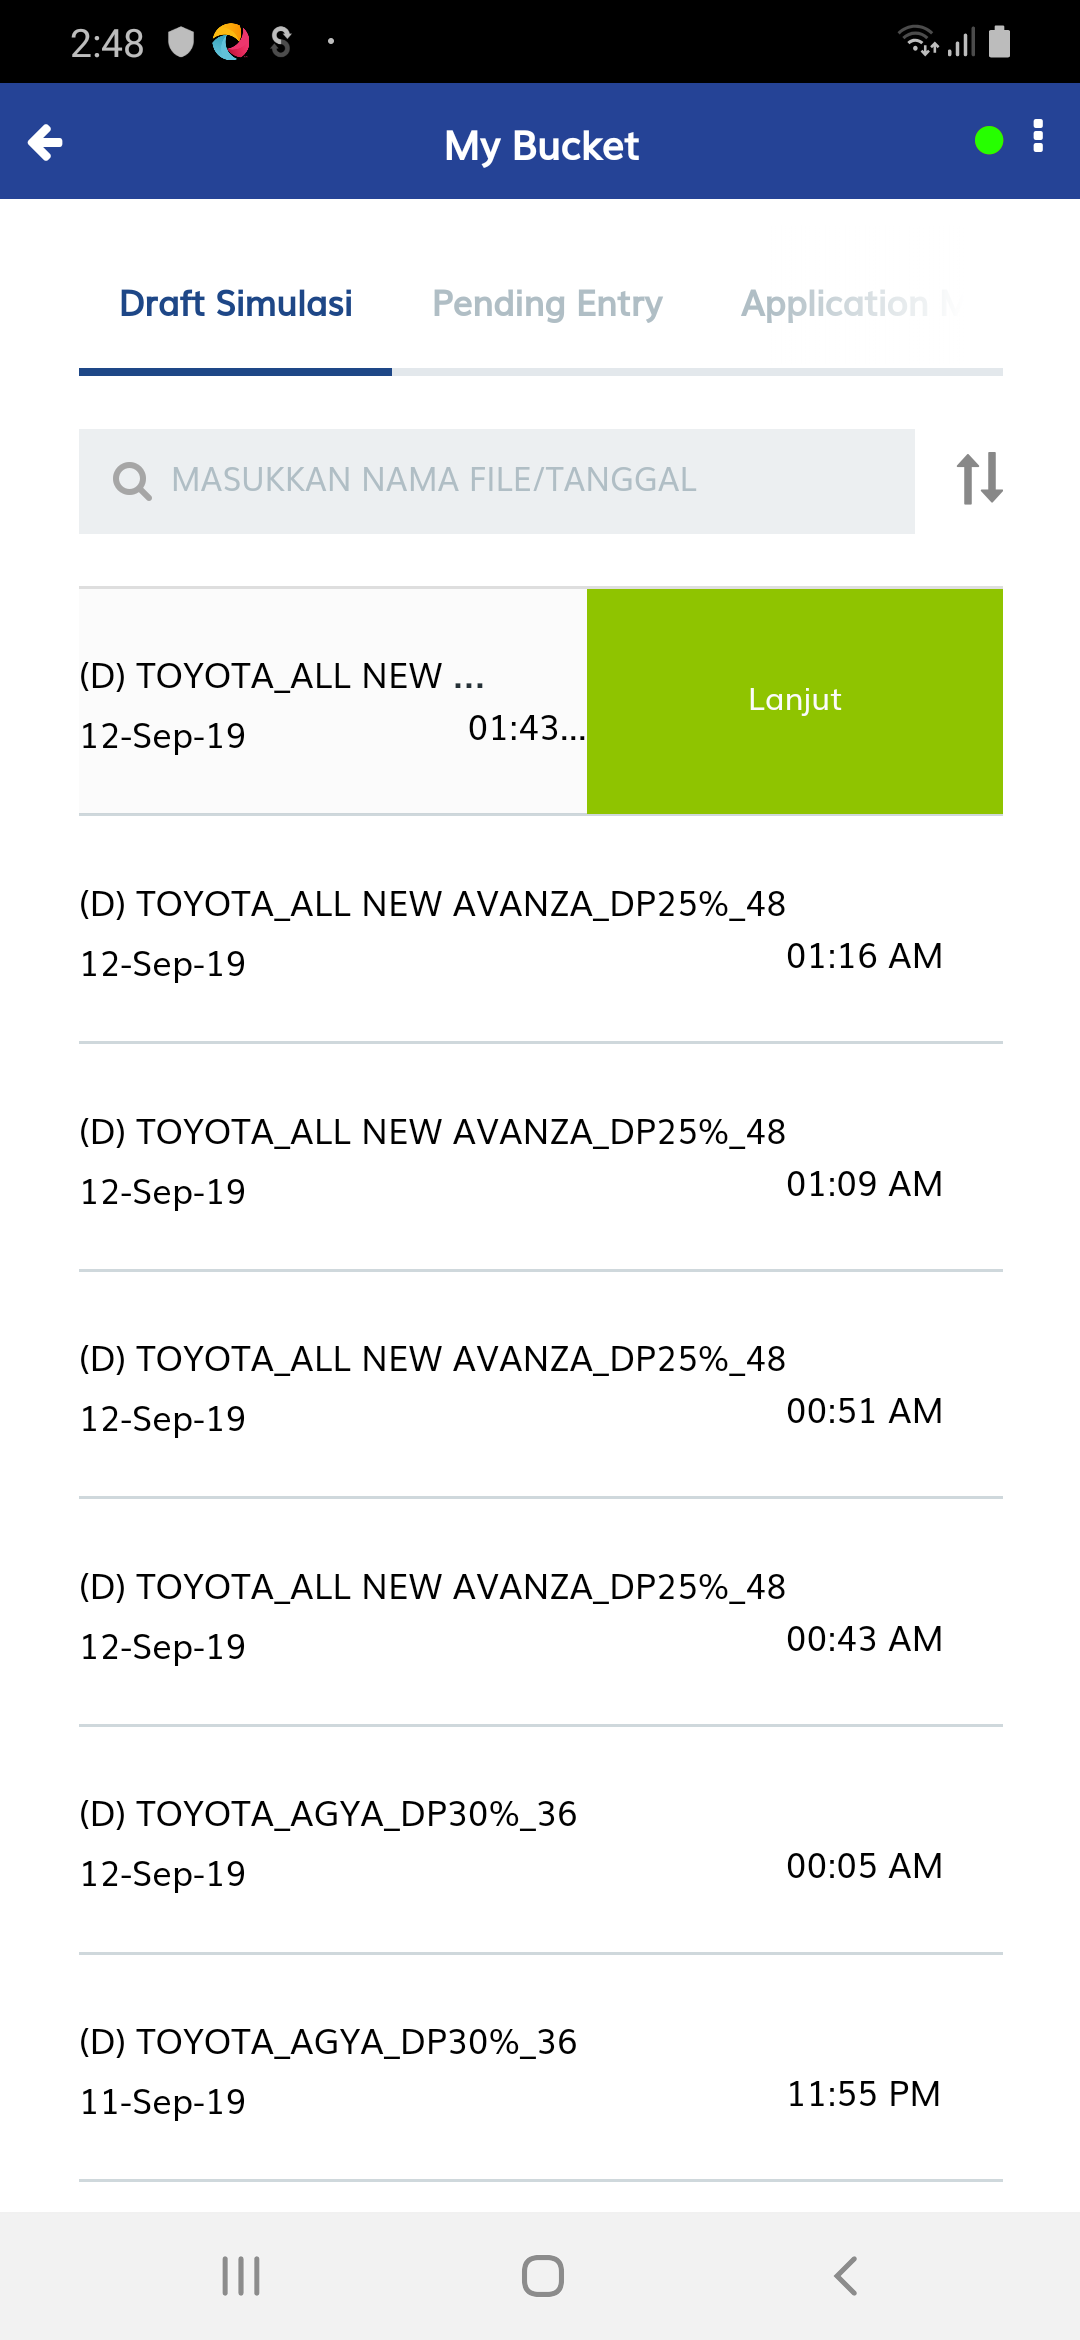 2:48
My Bucket
Draft Simulasi
Pending Entry
Application
MASUKKAN NAMA FILE/TANGGAL
(D) TOYOTA_ALL NEW ...
12-Sep-19
01:43...
Lanjut
(D) TOYOTA_ALL NEW AVANZA_DP25%_48
12-Sep-19
01:16 AM
(D) TOYOTA_ALL NEW AVANZA_DP25%_48
12-Sep-19
01:09 AM
(D) TOYOTA_ALL NEW AVANZA_DP25%_48
12-Sep-19
00:51 AM
(D) TOYOTA_ALL NEW AVANZA_DP25%_48
12-Sep-19
00:43 AM
(D) TOYOTA_AGYA_DP30%_36
12-Sep-19
00:05 AM
(D) TOYOTA_AGYA_DP30%_36
11-Sep-19
11:55 PM